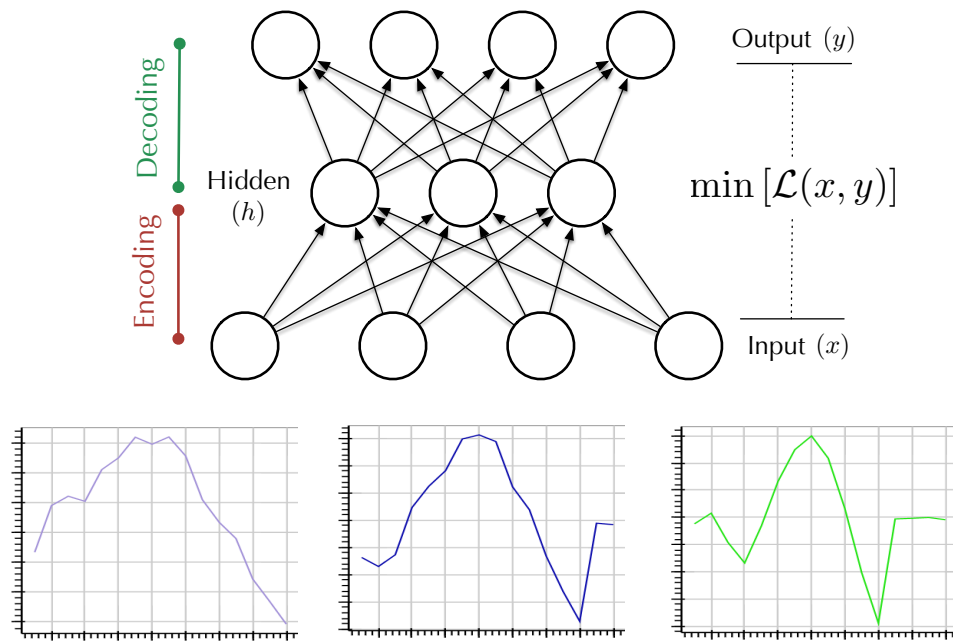 Decoding
Encoding
Hidden
(h)
Output (y)
min [ℒ(x, y)]
Input (x)